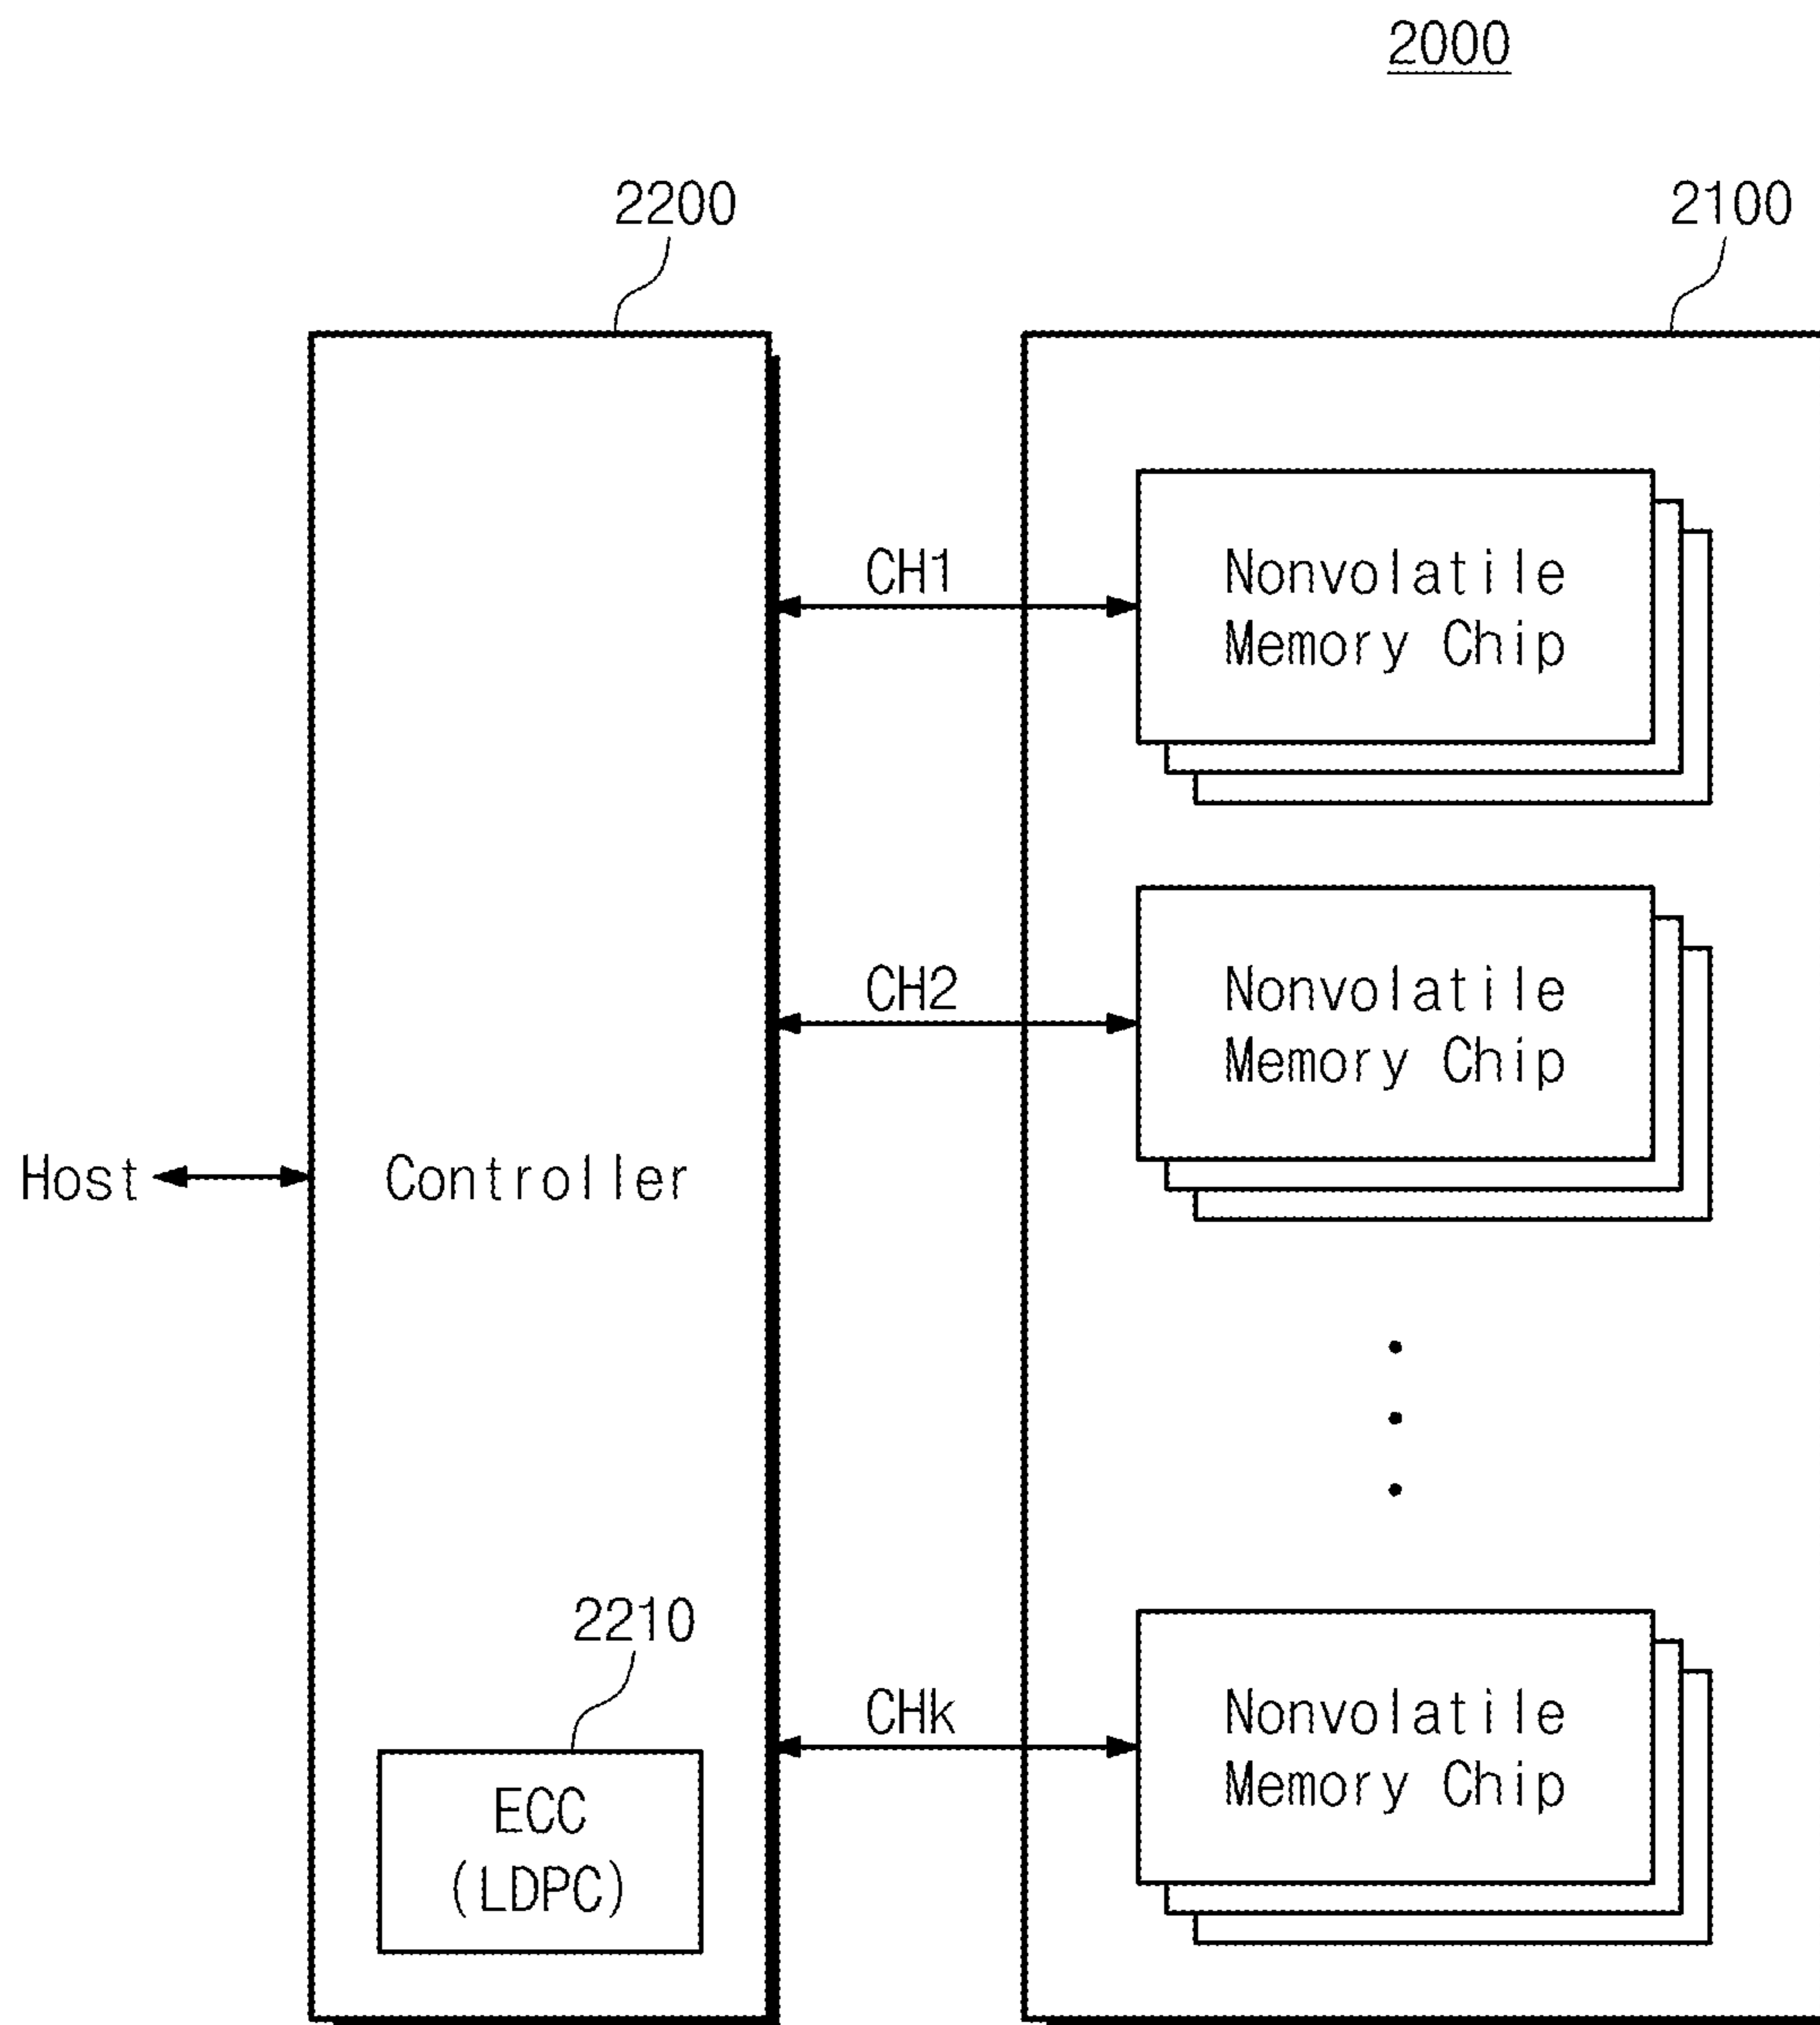 2000
2200
2100
CH1
Nonvolatile
Memory Chip
CH2
Nonvolatile
Memory Chip
Host
Controller
2210
CHk
Nonvolatile
Memory Chip
ECC
(LDPC)